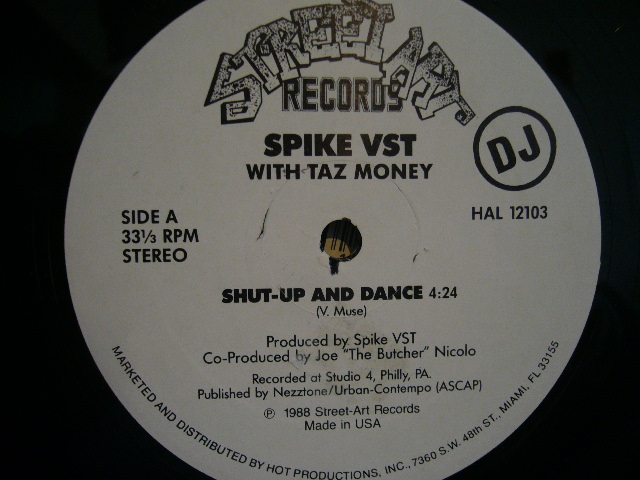 STREET ART
RECORDS
SPIKE VST
WITH TAZ MONEY
DJ
SIDE A
33⅓ RPM
STEREO
HAL 12103
SHUT-UP AND DANCE 4:24
(V. Muse)
Produced by Spike VST
Co-Produced by Joe "The Butcher" Nicolo
Recorded at Studio 4, Philly, PA.
Published by Nezztone/Urban-Contempo (ASCAP)
℗ 1988 Street-Art Records
Made in USA
MARKETED AND DISTRIBUTED BY HOT PRODUCTIONS, INC., 7360 S.W. 48th ST., MIAMI, FL 33155